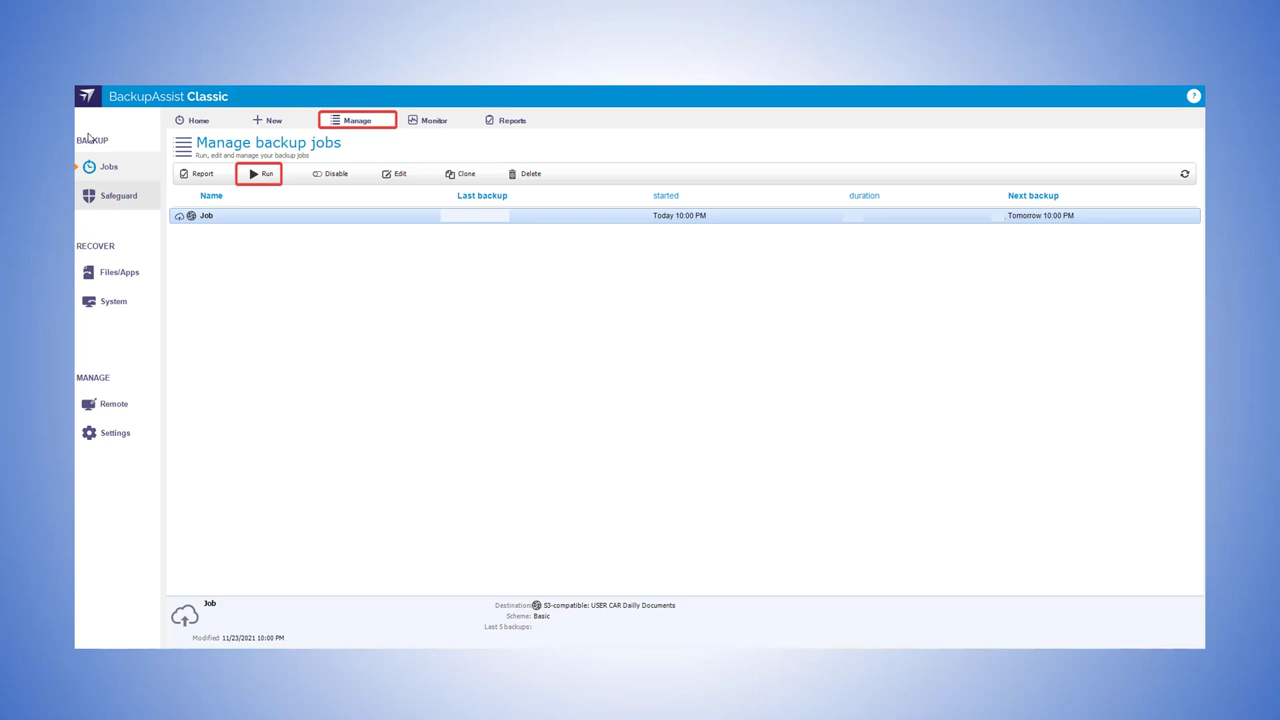 BackupAssist Classic
?
BACKUP
Jobs
Safeguard
RECOVER
Files/Apps
System
MANAGE
Remote
Settings
Home New Manage Monitor Reports
Manage backup jobs
Run, edit and manage your backup jobs
Report Run Disable Edit Clone Delete
Name Last backup started duration Next backup
Job Today 10:00 PM Tomorrow 10:00 PM
Job
Modified: 11/23/2021 10:00 PM
Destination: S3-compatible: USER CAR Dailly Documents
Scheme: Basic
Last 5 backups: